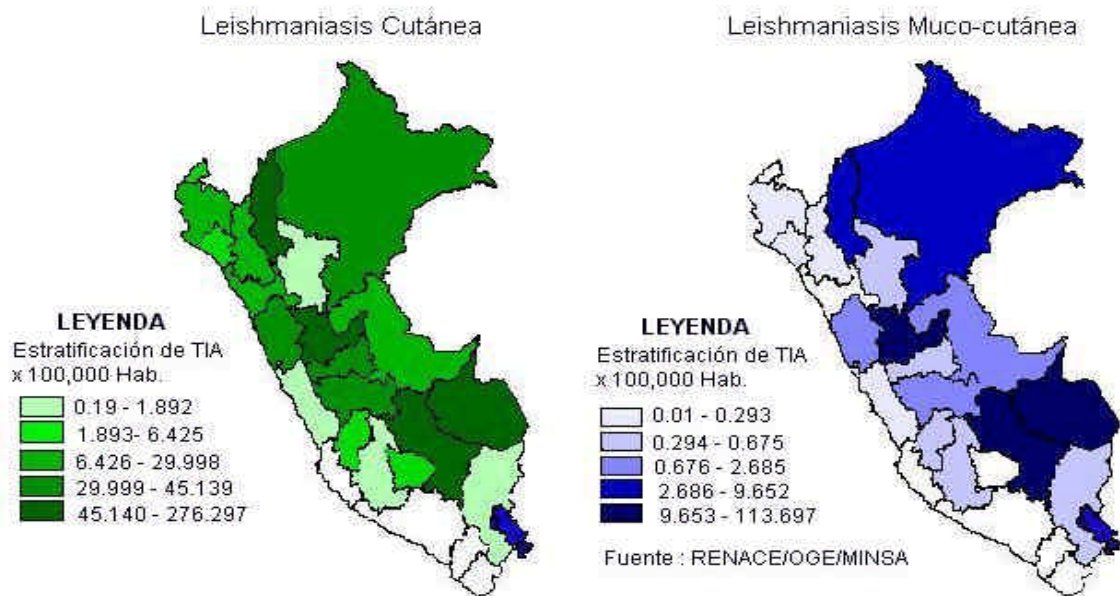 Leishmaniasis Cutánea
LEYENDA
Estratificación de TIA
x 100,000 Hab.
0.19 - 1.892
1.893- 6.425
6.426 - 29.998
29.999 - 45.139
45.140 - 276.297
Leishmaniasis Muco-cutánea
LEYENDA
Estratificación de TIA
x 100,000 Hab.
0.01 - 0.293
0.294 - 0.675
0.676 - 2.685
2.686 - 9.652
9.653 - 113.697
Fuente : RENACE/OGE/MINSA